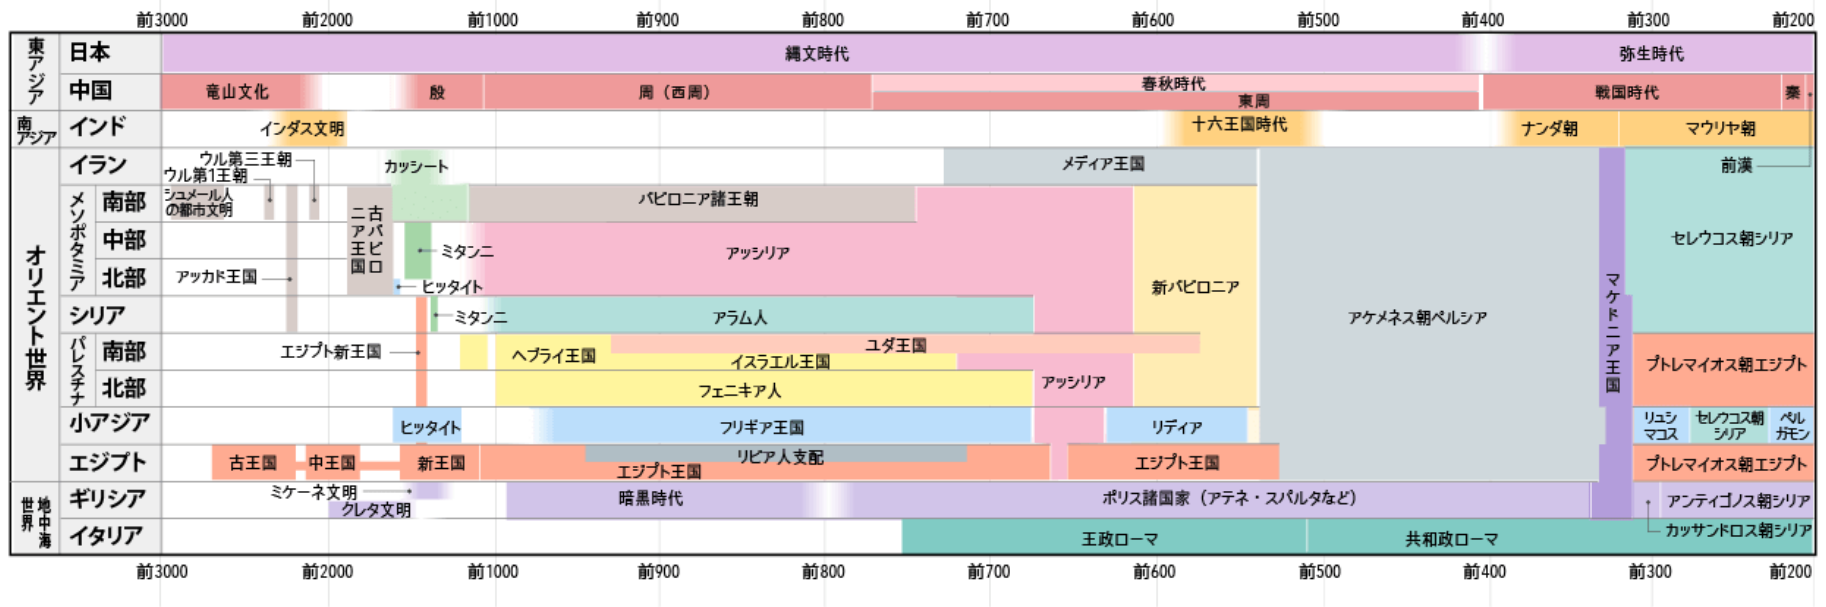 前3000 前2000 前1000 前900 前800 前700 前600 前500 前400 前300 前200
東アジア
日本
縄文時代 弥生時代
中国
竜山文化 殷 周（西周） 春秋時代 東周 戦国時代 秦
南アジア
インド
インダス文明 十六王国時代 ナンダ朝 マウリヤ朝
オリエント世界
イラン
ウル第三王朝
ウル第1王朝
カッシート メディア王国 前漢
メソポタミア
南部
シュメール人
の都市文明
古バビロ
ニア王国
バビロニア諸王朝
中部
ミタンニ アッシリア セレウコス朝シリア
北部
アッカド王国 ヒッタイト 新バビロニア
マケドニア王国
シリア
ミタンニ アラム人 アケメネス朝ペルシア
パレスチナ
南部
エジプト新王国 ヘブライ王国 ユダ王国
イスラエル王国
プトレマイオス朝エジプト
北部
フェニキア人 アッシリア
小アジア
ヒッタイト フリギア王国 リディア
リュシ
マコス
セレウコス朝
シリア
ペル
ガモン
エジプト
古王国 中王国 新王国 エジプト王国 リビア人支配 エジプト王国 プトレマイオス朝エジプト
地中海
世界
ギリシア
ミケーネ文明
クレタ文明
暗黒時代 ポリス諸国家（アテネ・スパルタなど） アンティゴノス朝シリア
イタリア
王政ローマ 共和政ローマ カッサンドロス朝シリア
前3000 前2000 前1000 前900 前800 前700 前600 前500 前400 前300 前200